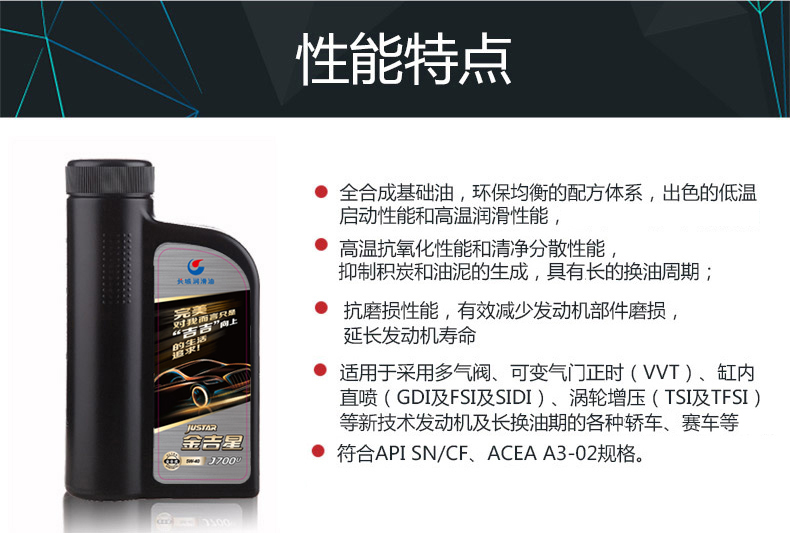 性能特点
全合成基础油，环保均衡的配方体系，出色的低温
启动性能和高温润滑性能，
高温抗氧化性能和清净分散性能，
抑制积炭和油泥的生成，具有长的换油周期；
抗磨损性能，有效减少发动机部件磨损，
延长发动机寿命
适用于采用多气阀、可变气门正时（VVT）、缸内
直喷（GDI及FSI及SIDI）、涡轮增压（TSI及TFSI）
等新技术发动机及长换油期的各种轿车、赛车等
符合API SN/CF、ACEA A3-02规格。
长城润滑油
完美
对我而言只是
“吉吉”向上
的生活
追求！
JUSTAR
金吉星
5W-40
J700